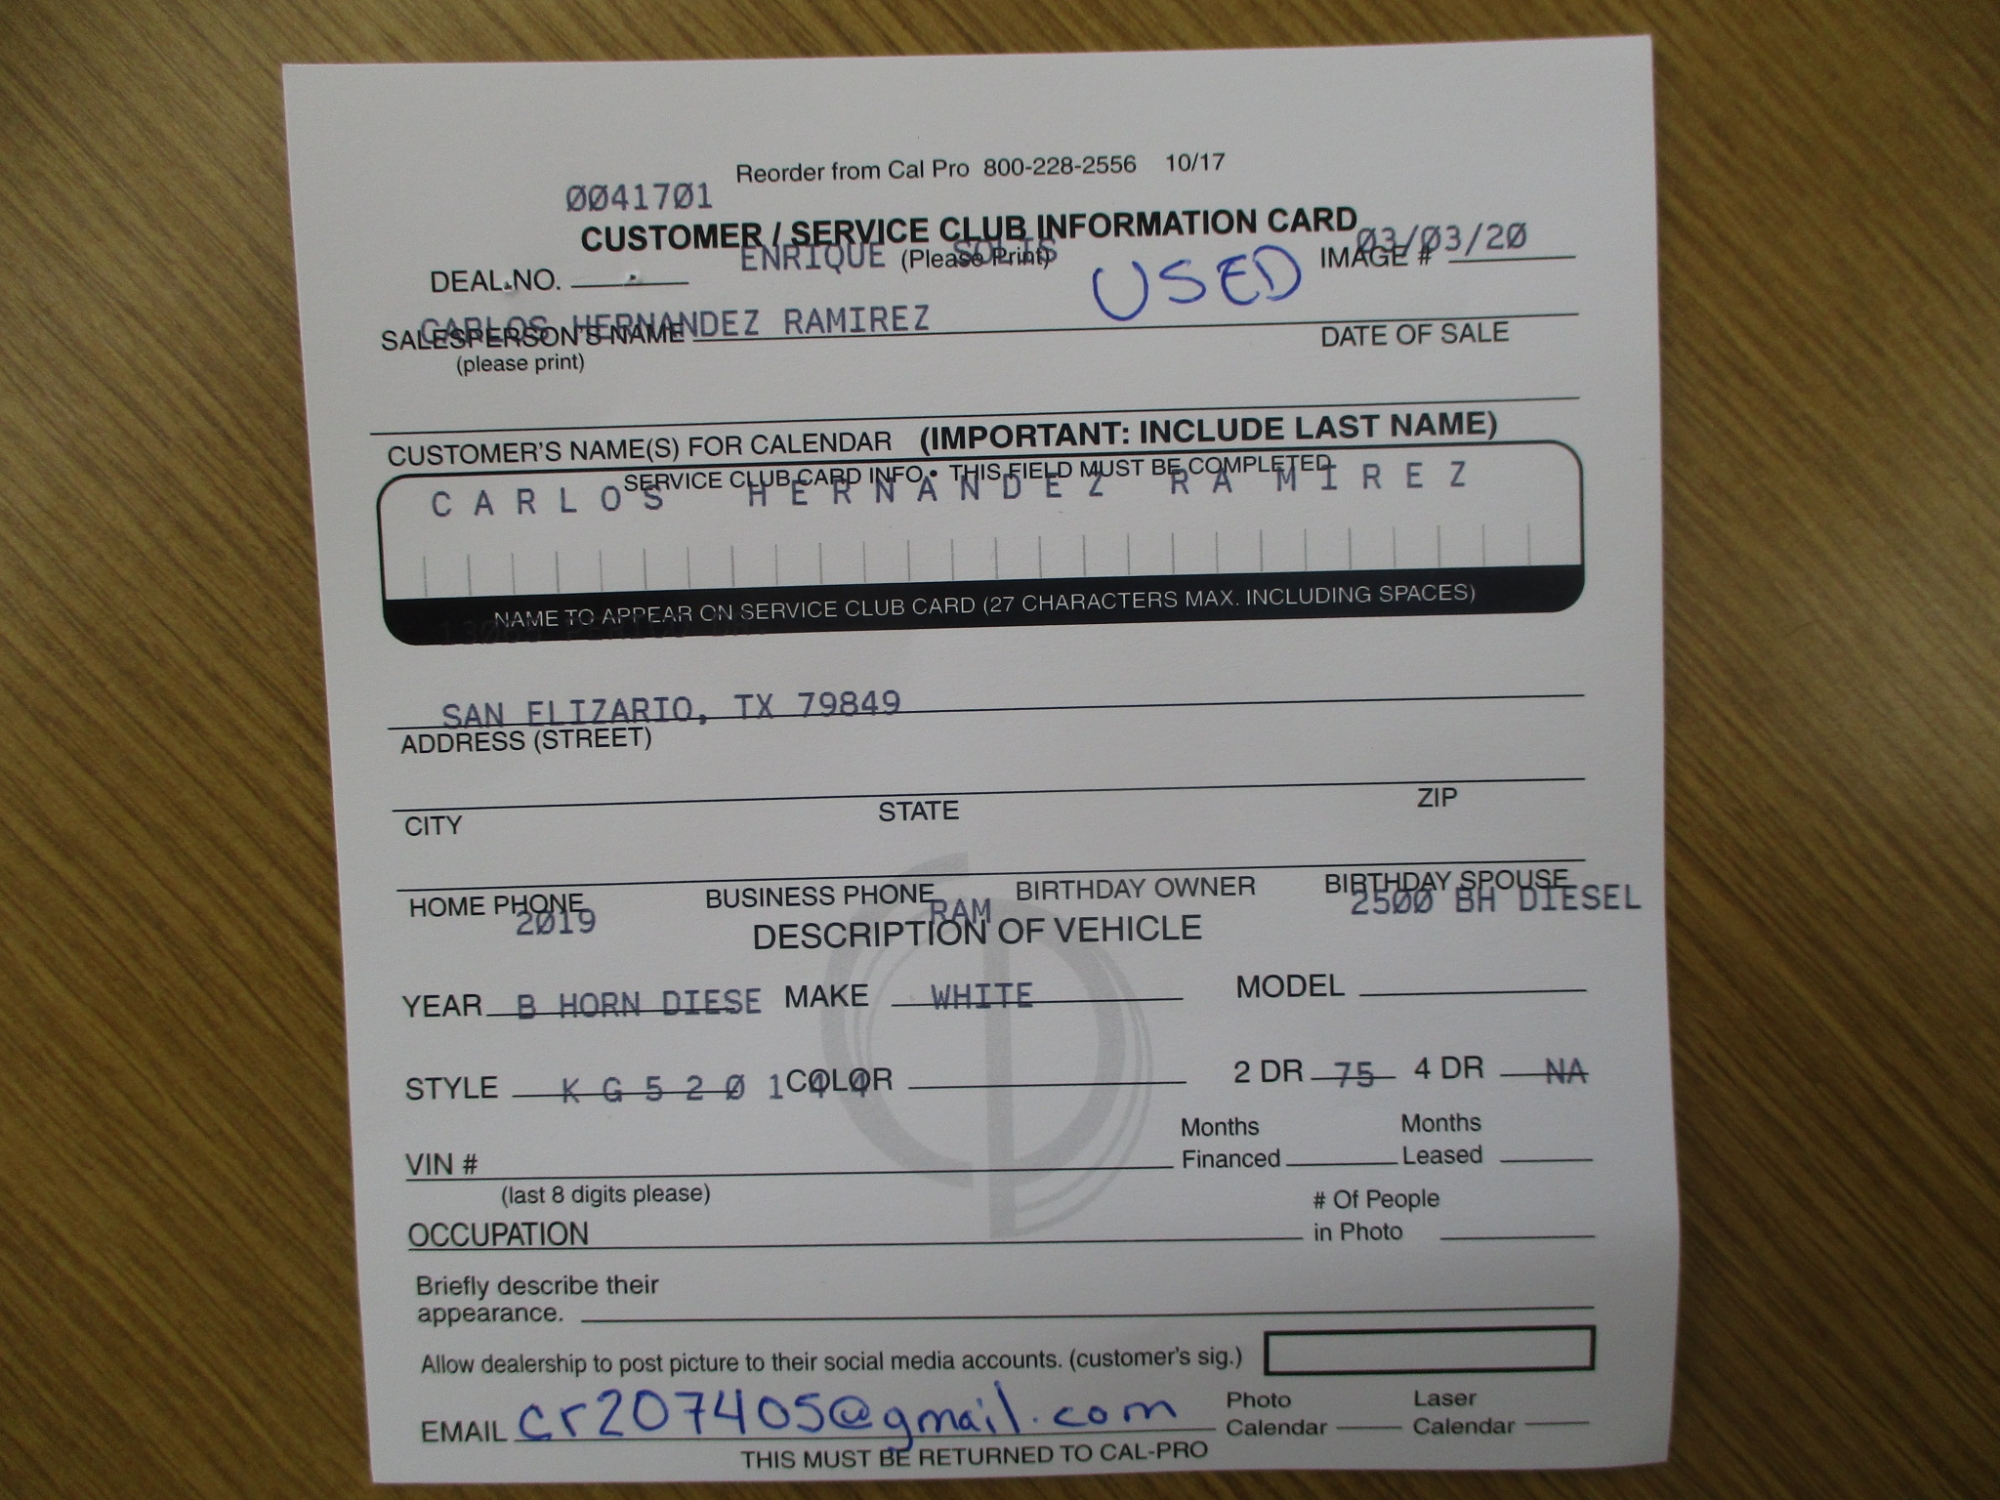 Reorder from Cal Pro 800-228-2556 10/17
0041701
CUSTOMER / SERVICE CLUB INFORMATION CARD
03/03/20
ENRIQUE SOLIS
(Please Print)
USED
IMAGE #
DEAL NO.
CARLOS HERNANDEZ RAMIREZ
SALESPERSON'S NAME
DATE OF SALE
(please print)
CUSTOMER'S NAME(S) FOR CALENDAR (IMPORTANT: INCLUDE LAST NAME)
SERVICE CLUB CARD INFO • THIS FIELD MUST BE COMPLETED
CARLOS HERNANDEZ RAMIREZ
NAME TO APPEAR ON SERVICE CLUB CARD (27 CHARACTERS MAX. INCLUDING SPACES)
SAN ELIZARIO, TX 79849
ADDRESS (STREET)
CITY STATE ZIP
HOME PHONE BUSINESS PHONE BIRTHDAY OWNER BIRTHDAY SPOUSE
2019 RAM 2500 BH DIESEL
DESCRIPTION OF VEHICLE
YEAR B HORN DIESE MAKE WHITE MODEL
STYLE KG520144 COLOR 2 DR 75 4 DR NA
VIN # Months Financed Months Leased
(last 8 digits please)
OCCUPATION # Of People in Photo
Briefly describe their
appearance.
Allow dealership to post picture to their social media accounts. (customer's sig.)
EMAIL cr207405@gmail.com Photo Calendar Laser Calendar
THIS MUST BE RETURNED TO CAL-PRO